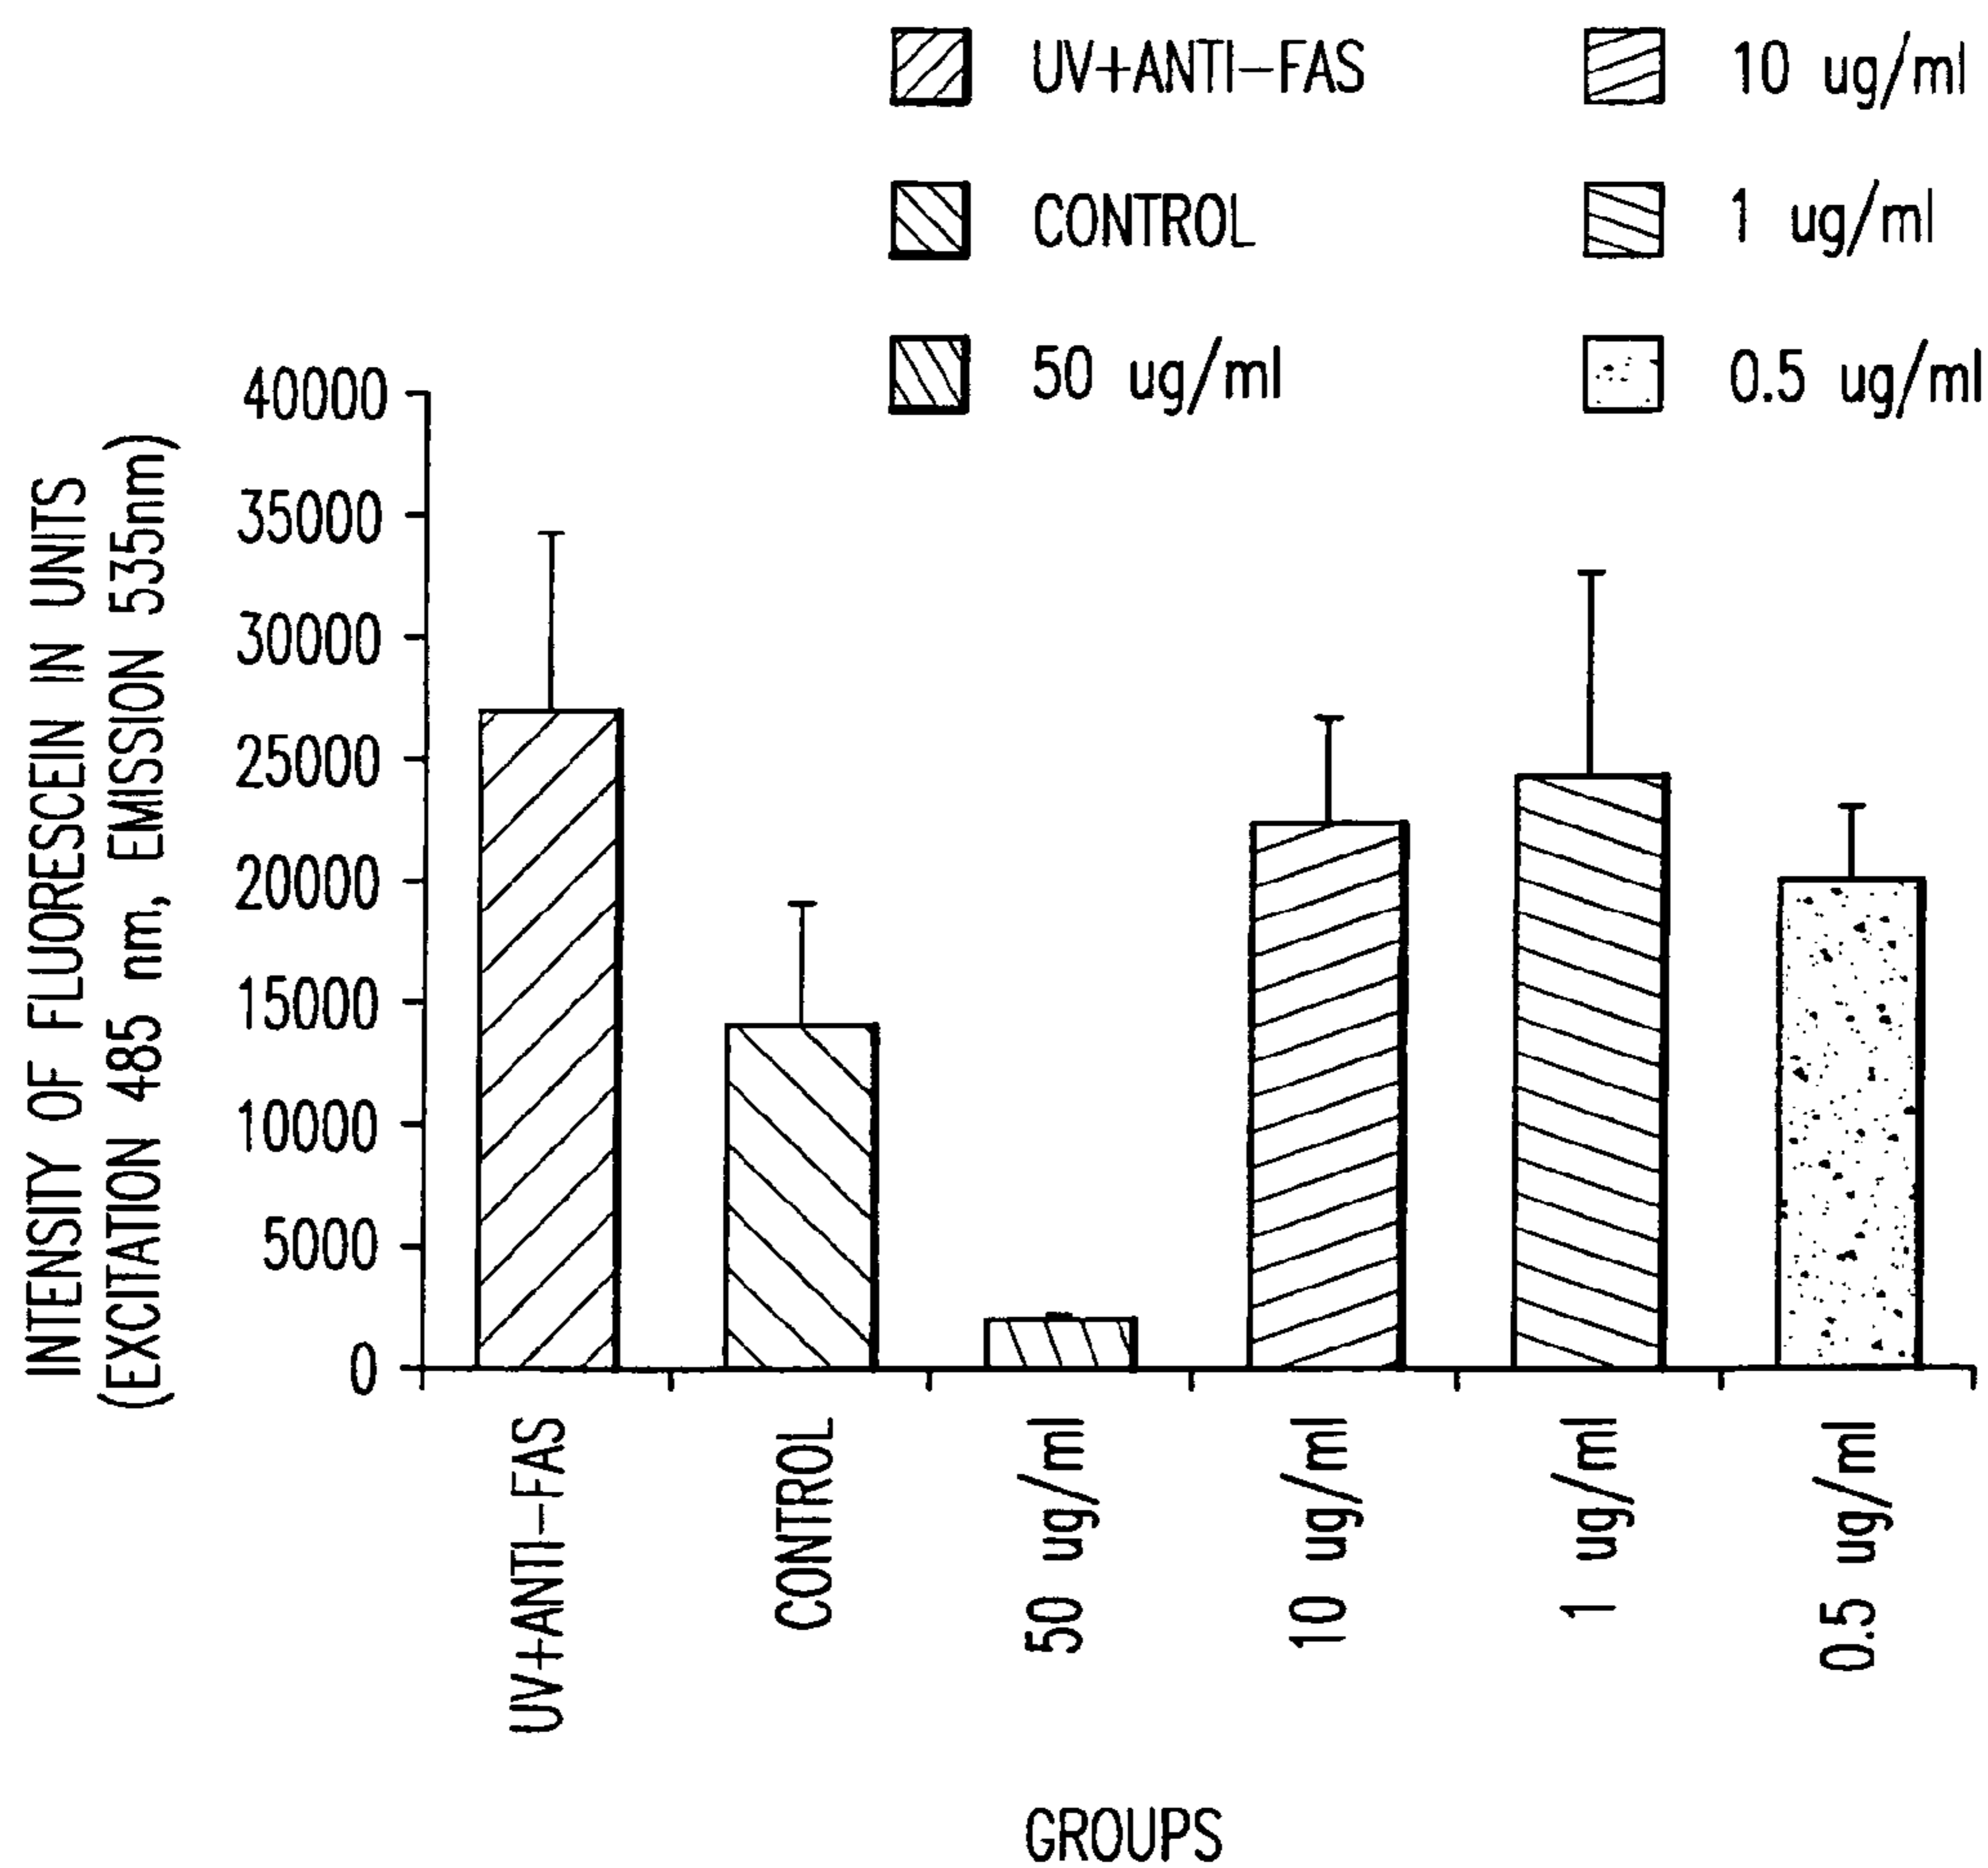 UV+ANTI-FAS
10 ug/ml
CONTROL
1 ug/ml
50 ug/ml
0.5 ug/ml
INTENSITY OF FLUORESCEIN IN UNITS
(EXCITATION 485 nm, EMISSION 535nm)
40000
35000
30000
25000
20000
15000
10000
5000
0
UV+ANTI-FAS
CONTROL
50 ug/ml
10 ug/ml
1 ug/ml
0.5 ug/ml
GROUPS